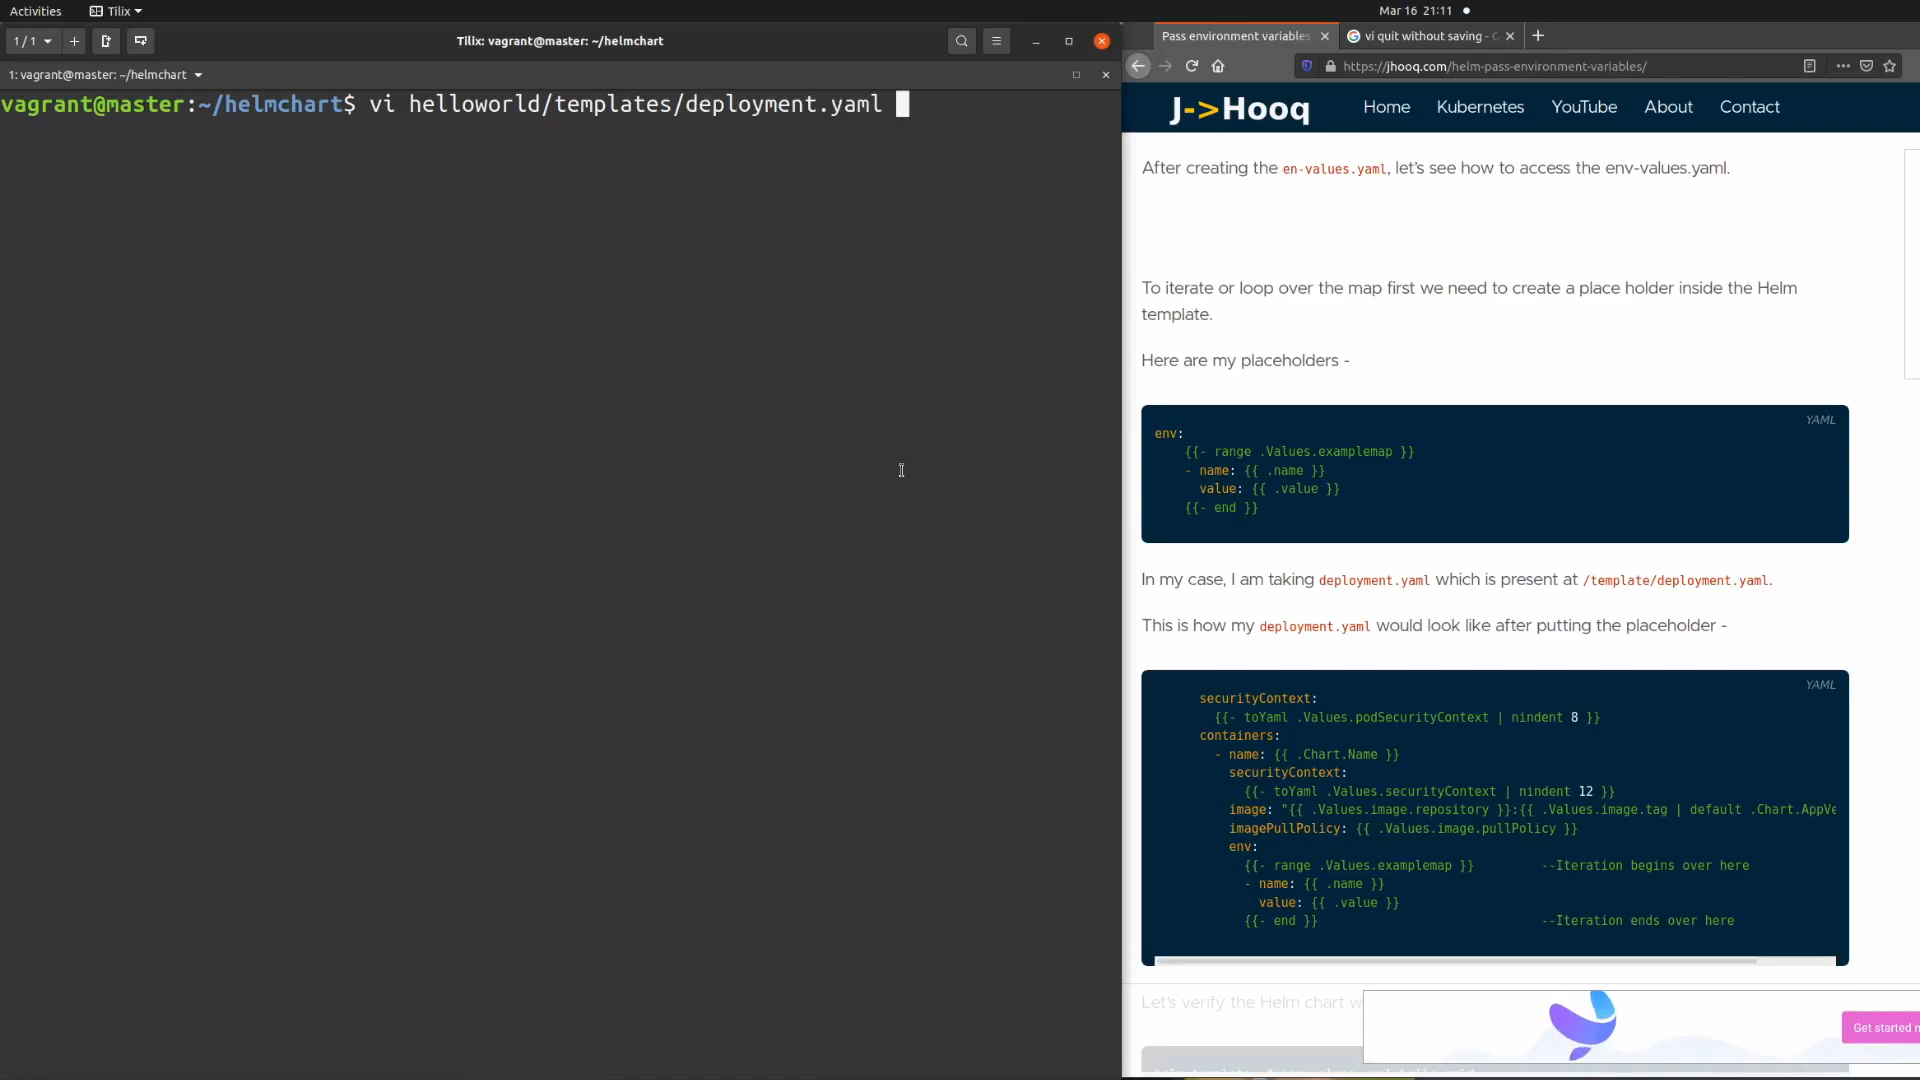 Activities
Tilix
Mar 16 21:11
1 / 1
Tilix: vagrant@master: ~/helmchart
1: vagrant@master: ~/helmchart
vagrant@master:~/helmchart$ vi helloworld/templates/deployment.yaml
Pass environment variables
vi quit without saving - G
https://jhooq.com/helm-pass-environment-variables/
J->Hooq
Home
Kubernetes
YouTube
About
Contact
After creating the en-values.yaml, let's see how to access the env-values.yaml.
To iterate or loop over the map first we need to create a place holder inside the Helm
template.
Here are my placeholders -
YAML
env:
{{- range .Values.examplemap }}
- name: {{ .name }}
value: {{ .value }}
{{- end }}
In my case, I am taking deployment.yaml which is present at /template/deployment.yaml.
This is how my deployment.yaml would look like after putting the placeholder -
YAML
securityContext:
{{- toYaml .Values.podSecurityContext | nindent 8 }}
containers:
- name: {{ .Chart.Name }}
securityContext:
{{- toYaml .Values.securityContext | nindent 12 }}
image: "{{ .Values.image.repository }}:{{ .Values.image.tag | default .Chart.AppVe
imagePullPolicy: {{ .Values.image.pullPolicy }}
env:
{{- range .Values.examplemap }} --Iteration begins over here
- name: {{ .name }}
value: {{ .value }}
{{- end }} --Iteration ends over here
Let's verify the Helm chart w
Get started n